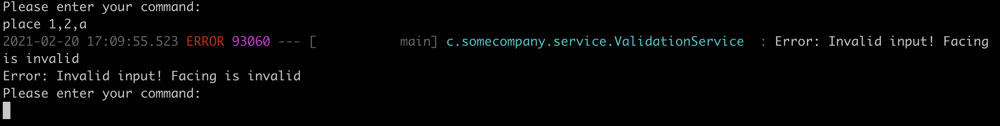 Please enter your command:
place 1,2,a
2021-02-20 17:09:55.523 ERROR 93060 --- [           main] c.somecompany.service.ValidationService  : Error: Invalid input! Facing
is invalid
Error: Invalid input! Facing is invalid
Please enter your command: